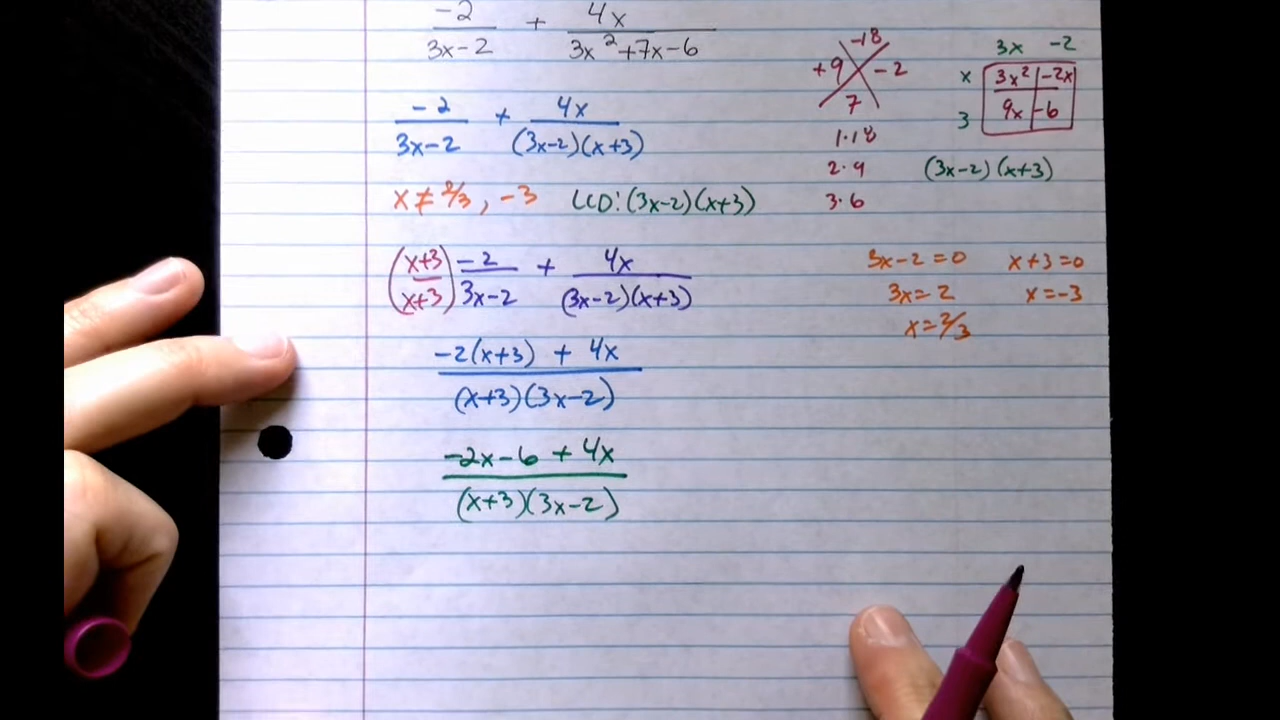 -2/(3x-2) + 4x/(3x²+7x-6)
-2/(3x-2) + 4x/((3x-2)(x+3))
x ≠ 2/3, -3 LCD: (3x-2)(x+3)
((x+3)/(x+3)) -2/(3x-2) + 4x/((3x-2)(x+3))
(-2(x+3) + 4x)/((x+3)(3x-2))
(-2x-6+4x)/((x+3)(3x-2))
-18
+9 -2
7
1·18
2·9
3·6
3x -2
x 3x² -2x
3 9x -6
(3x-2)(x+3)
3x-2=0 x+3=0
3x=2 x=-3
x=2/3